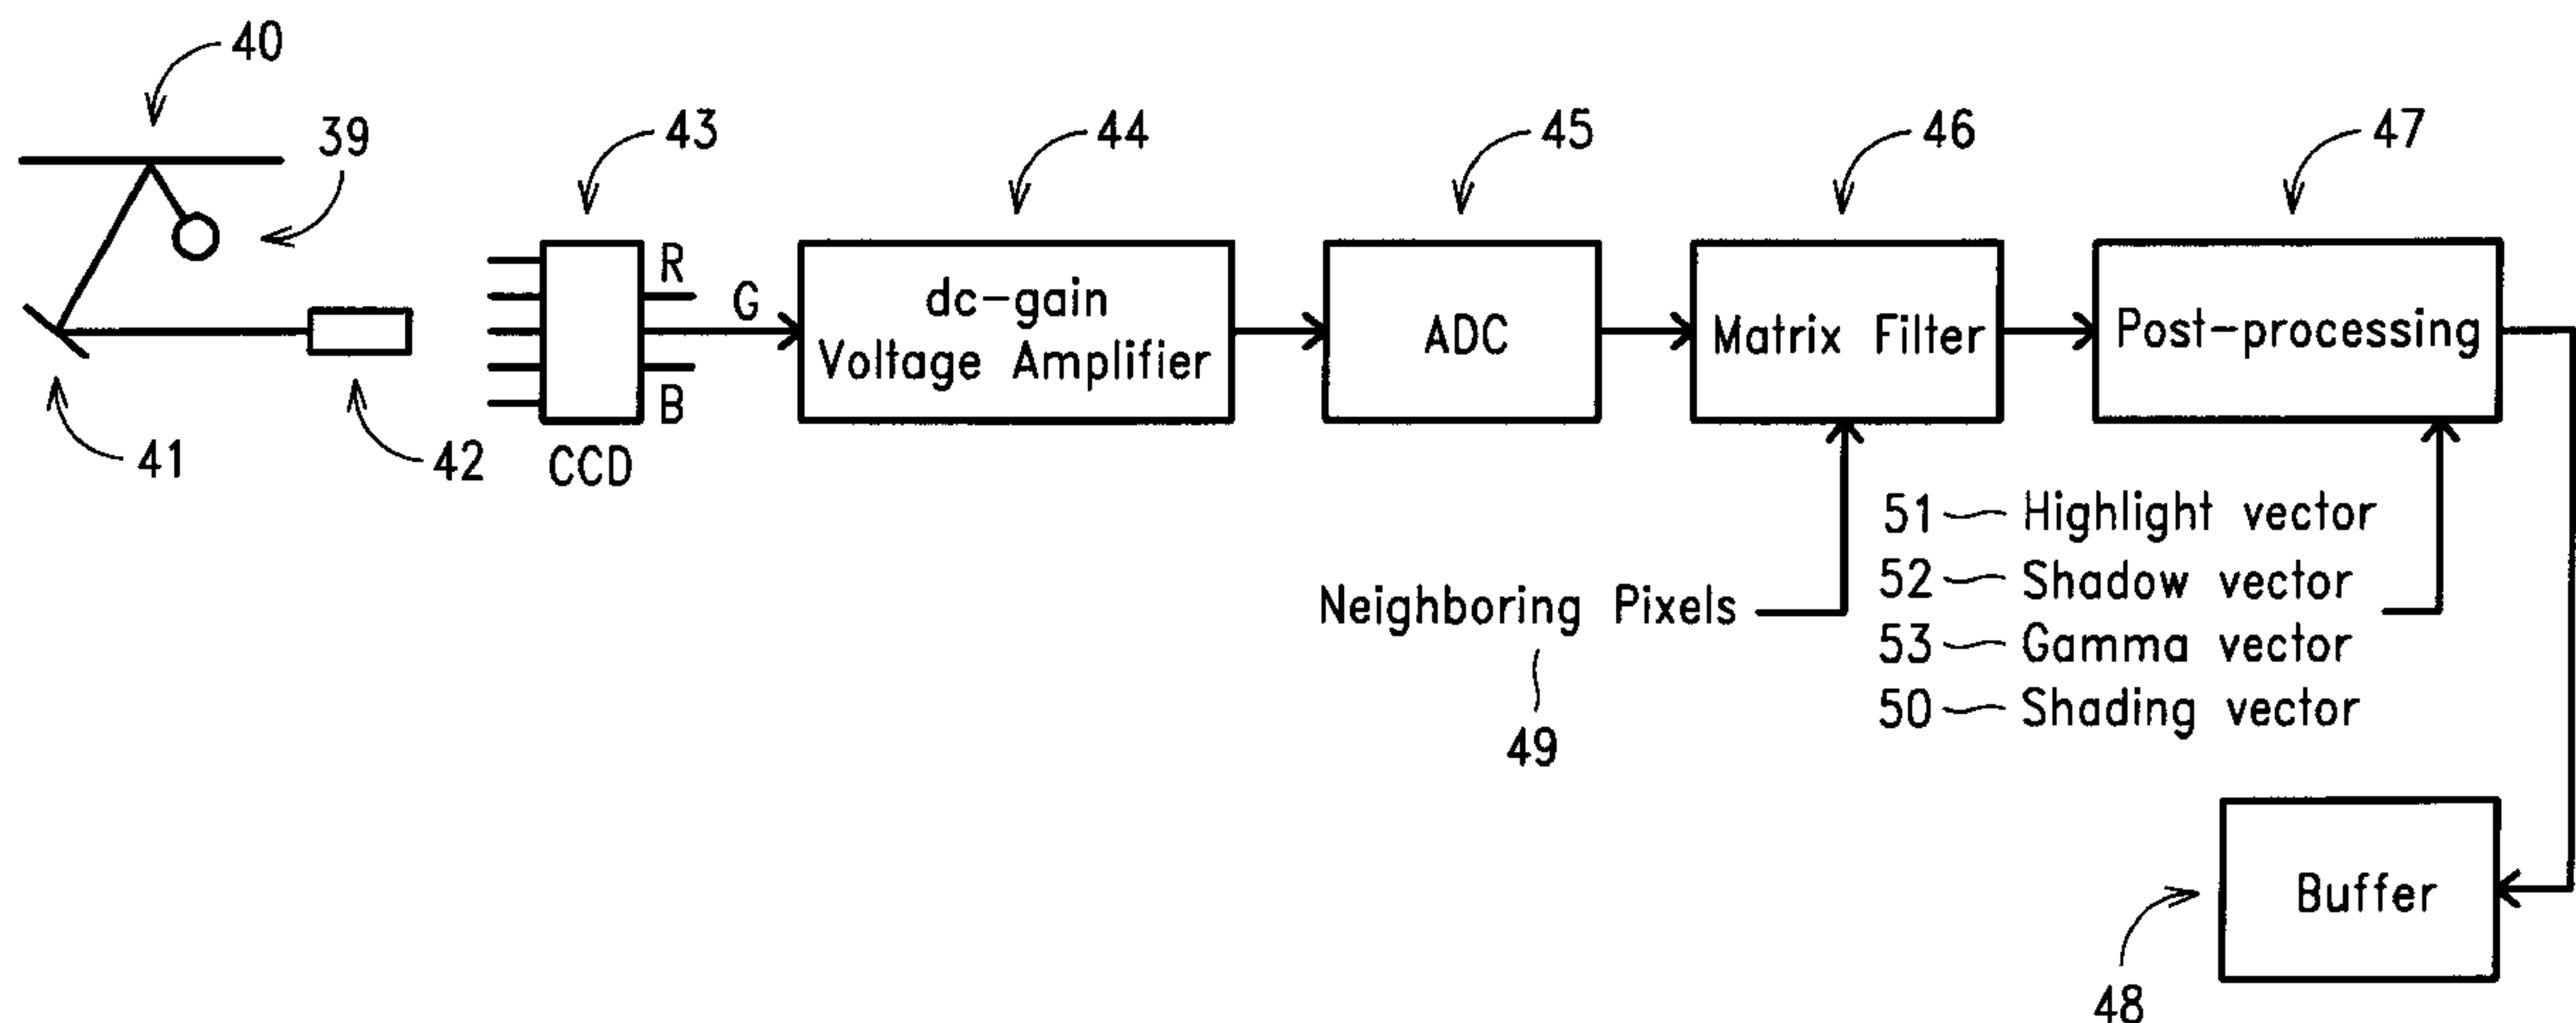 40
39
43
44
45
46
47
R
G
B
dc-gain
Voltage Amplifier
ADC
Matrix Filter
Post-processing
41
42
CCD
51 Highlight vector
52 Shadow vector
53 Gamma vector
50 Shading vector
Neighboring Pixels
49
Buffer
48